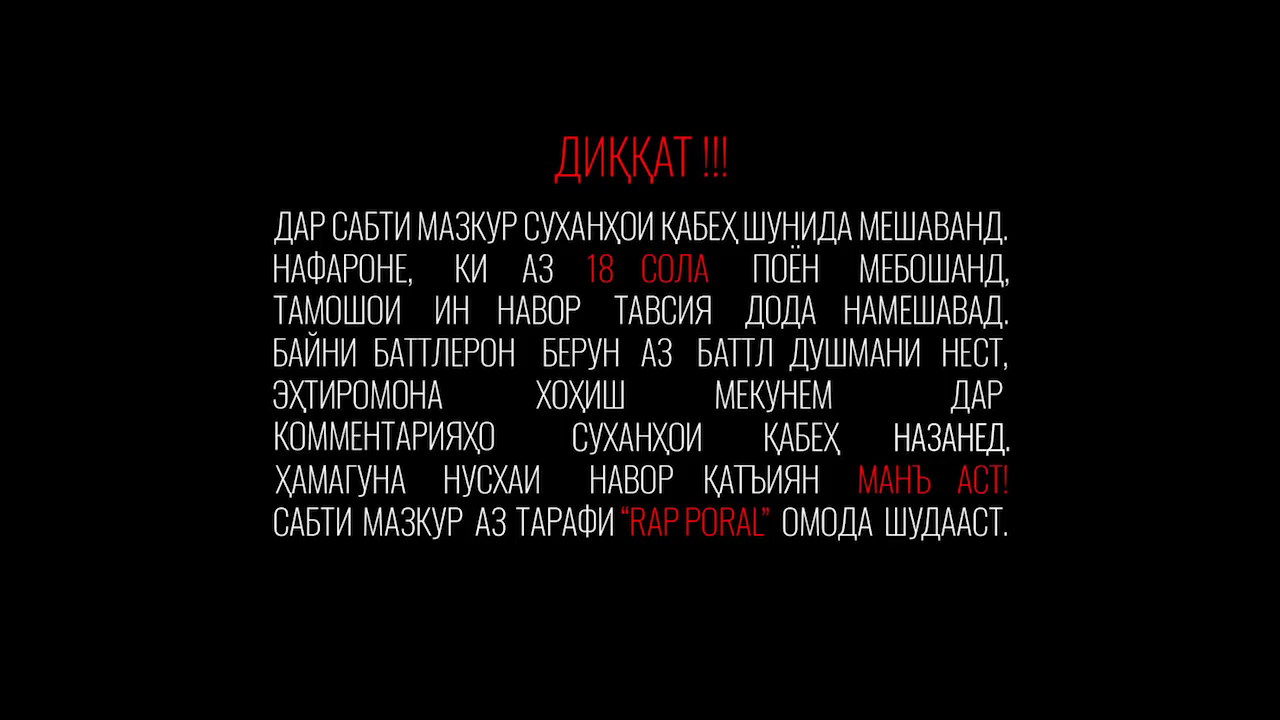 ДИҚҚАТ !!!
ДАР САБТИ МАЗКУР СУХАНҲОИ ҚАБЕҲ ШУНИДА МЕШАВАНД.
НАФАРОНЕ, КИ АЗ 18 СОЛА ПОЁН МЕБОШАНД,
ТАМОШОИ ИН НАВОР ТАВСИЯ ДОДА НАМЕШАВАД.
БАЙНИ БАТТЛЕРОН БЕРУН АЗ БАТТЛ ДУШМАНИ НЕСТ,
ЭҲТИРОМОНА ХОҲИШ МЕКУНЕМ ДАР
КОММЕНТАРИЯҲО СУХАНҲОИ ҚАБЕҲ НАЗАНЕД.
ҲАМАГУНА НУСХАИ НАВОР ҚАТЪИЯН МАНЪ АСТ!
САБТИ МАЗКУР АЗ ТАРАФИ “RAP PORAL” ОМОДА ШУДААСТ.